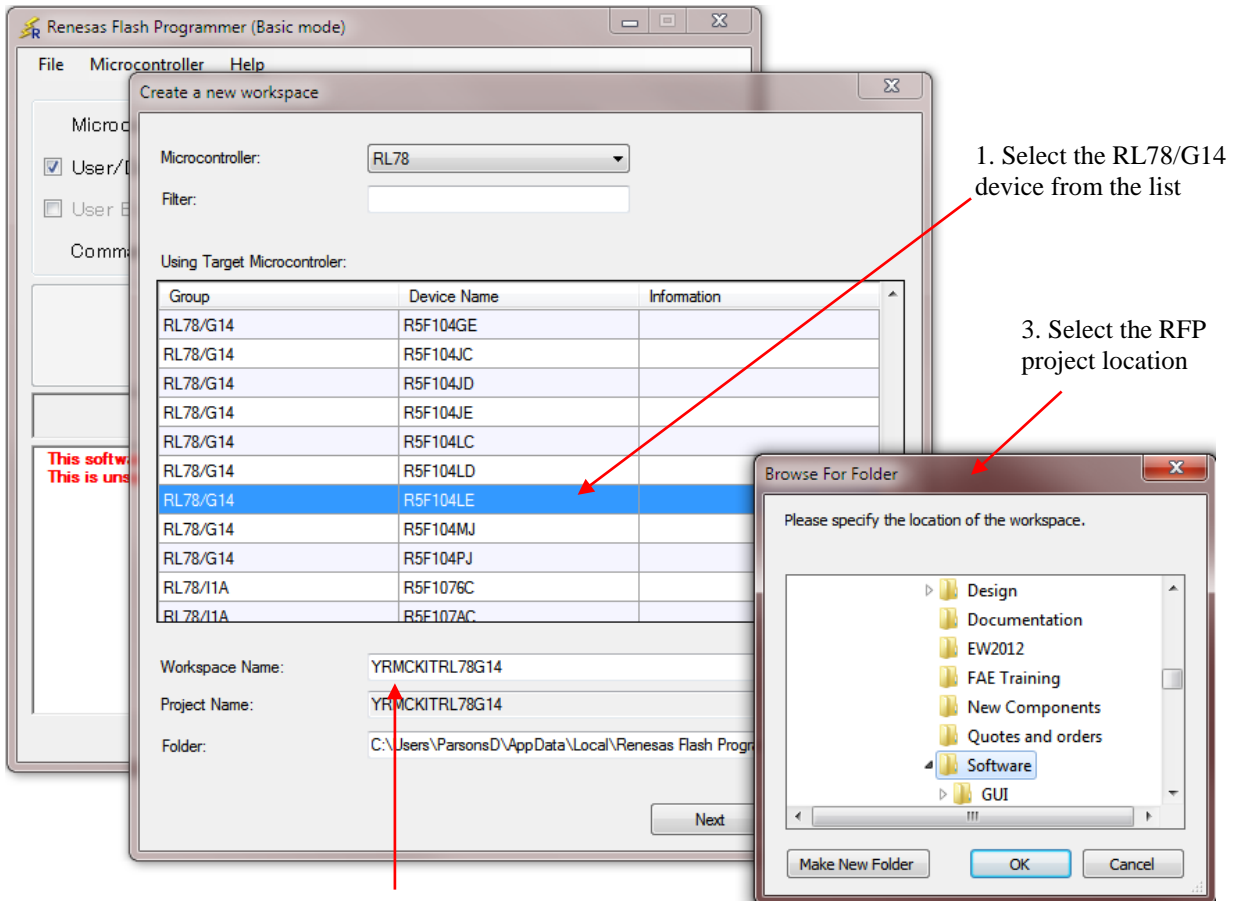 Renesas Flash Programmer (Basic mode)
File Microcontroller Help
Create a new workspace
Microc
User/
User
Comma
This softw
This is uns
Microcontroller: RL78
Filter:
Using Target Microcontroler:
Group Device Name Information
RL78/G14 R5F104GE
RL78/G14 R5F104JC
RL78/G14 R5F104JD
RL78/G14 R5F104JE
RL78/G14 R5F104LC
RL78/G14 R5F104LD
RL78/G14 R5F104LE
RL78/G14 R5F104MJ
RL78/G14 R5F104PJ
RL78/I1A R5F1076C
RL78/I1A R5F107AC
Workspace Name: YRMCKITRL78G14
Project Name: YRMCKITRL78G14
Folder: C:\Users\ParsonsD\AppData\Local\Renesas Flash Progr
Next
1. Select the RL78/G14
device from the list
3. Select the RFP
project location
Browse For Folder
Please specify the location of the workspace.
Design
Documentation
EW2012
FAE Training
New Components
Quotes and orders
Software
GUI
Make New Folder OK Cancel